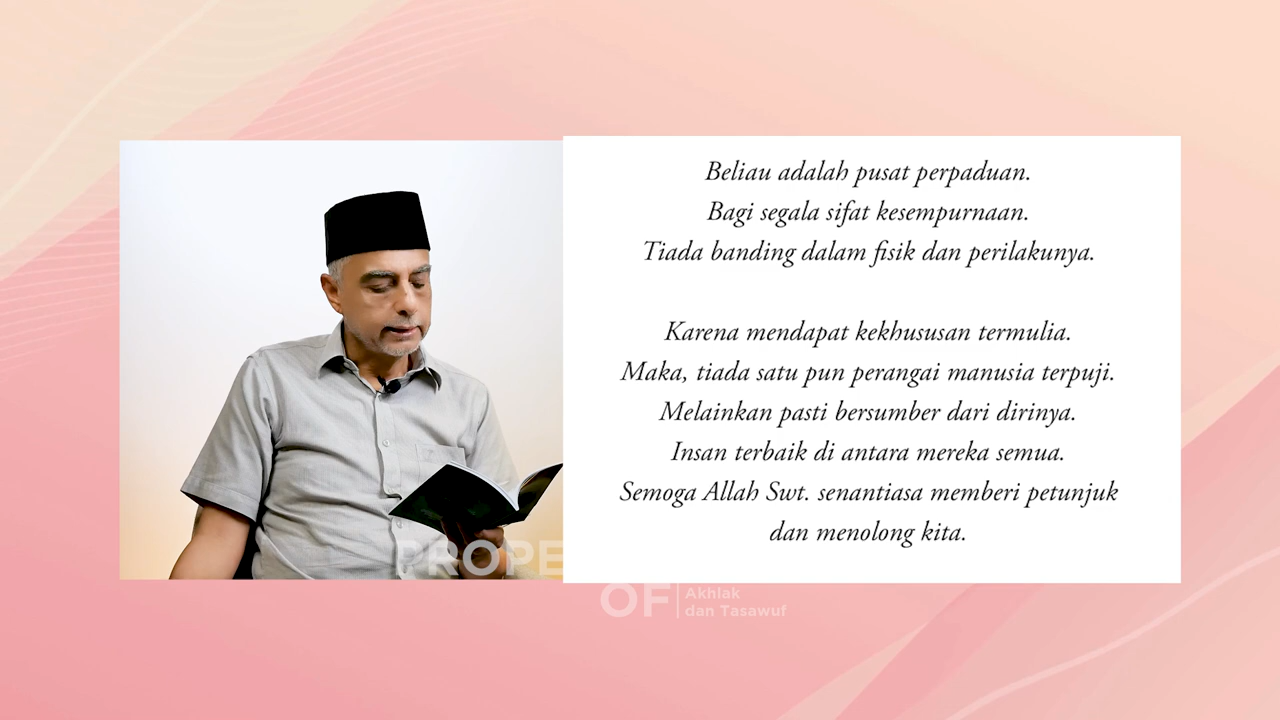 Beliau adalah pusat perpaduan.
Bagi segala sifat kesempurnaan.
Tiada banding dalam fisik dan perilakunya.
Karena mendapat kekhususan termulia.
Maka, tiada satu pun perangai manusia terpuji.
Melainkan pasti bersumber dari dirinya.
Insan terbaik di antara mereka semua.
Semoga Allah Swt. senantiasa memberi petunjuk
dan menolong kita.
PROPE
OF
Akhlak
dan Tasawuf